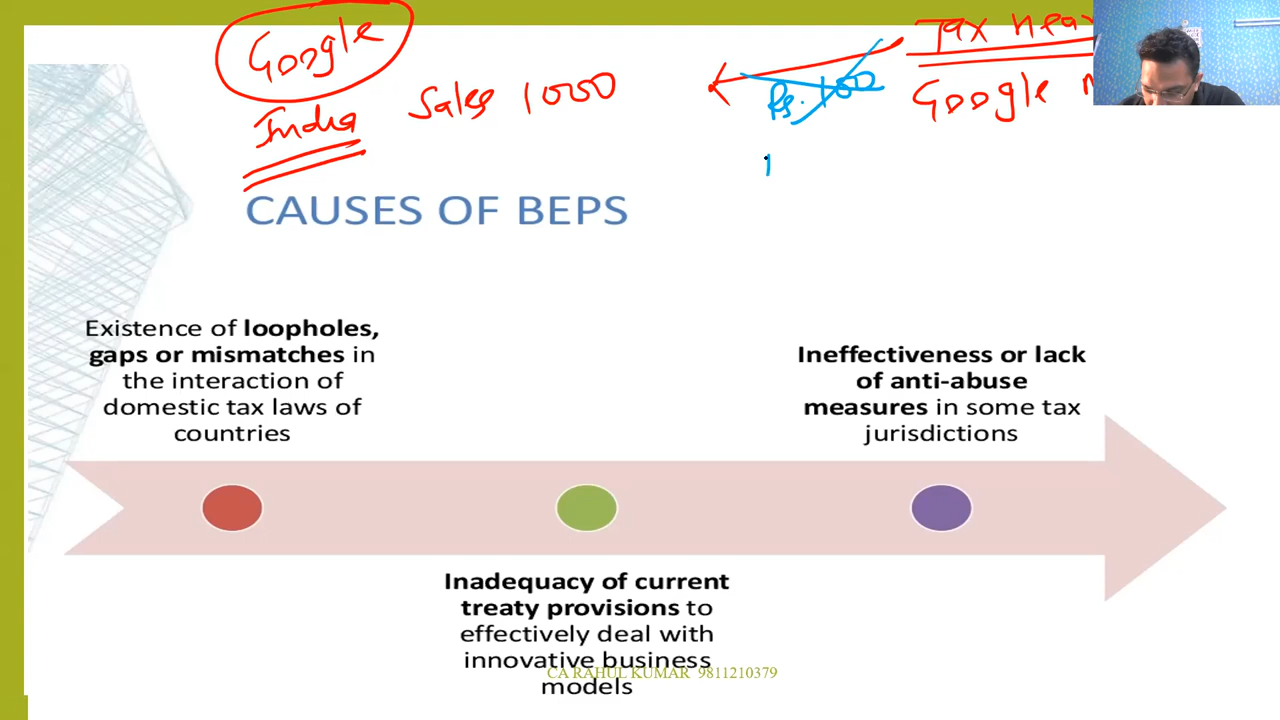 Google
India
Sales 1000
Tax
Rs. 100
Google
CAUSES OF BEPS
Existence of loopholes,
gaps or mismatches in
the interaction of
domestic tax laws of
countries
Ineffectiveness or lack
of anti-abuse
measures in some tax
jurisdictions
Inadequacy of current
treaty provisions to
effectively deal with
innovative business
models
CA RAHUL KUMAR 9811210379